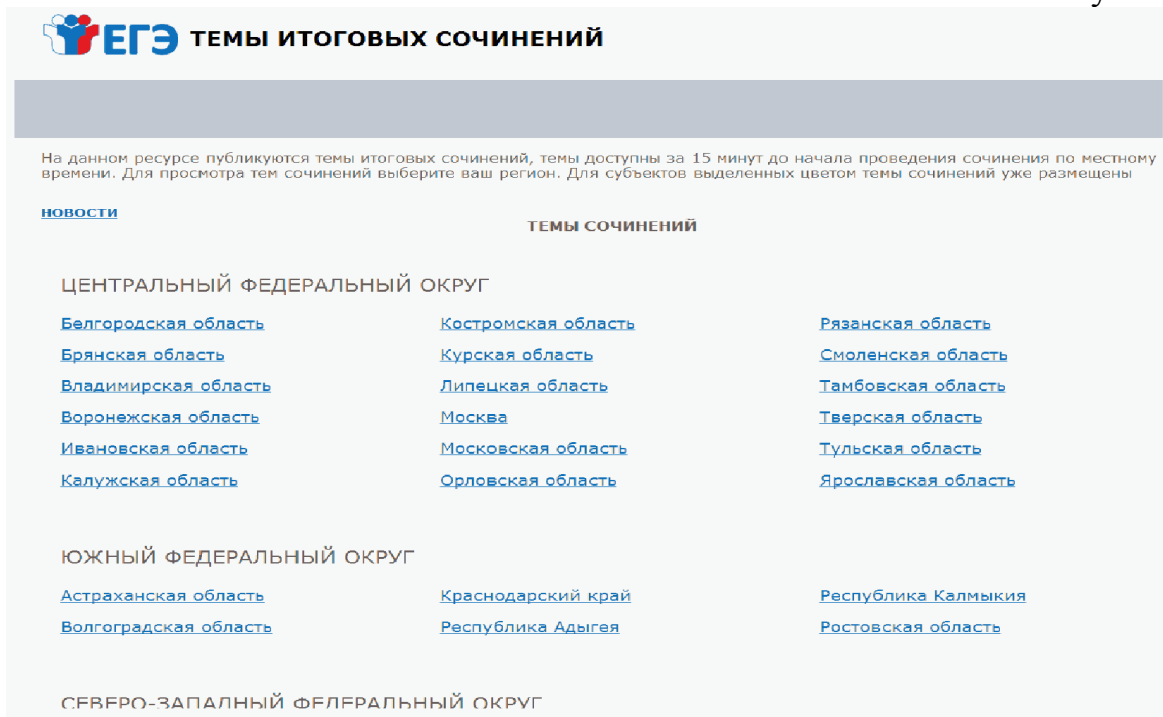 у
ЕГЭ ТЕМЫ ИТОГОВЫХ СОЧИНЕНИЙ
На данном ресурсе публикуются темы итоговых сочинений, темы доступны за 15 минут до начала проведения сочинения по местному
времени. Для просмотра тем сочинений выберите ваш регион. Для субъектов выделенных цветом темы сочинений уже размещены
НОВОСТИ
ТЕМЫ СОЧИНЕНИЙ
ЦЕНТРАЛЬНЫЙ ФЕДЕРАЛЬНЫЙ ОКРУГ
Белгородская область Костромская область Рязанская область
Брянская область Курская область Смоленская область
Владимирская область Липецкая область Тамбовская область
Воронежская область Москва Тверская область
Ивановская область Московская область Тульская область
Калужская область Орловская область Ярославская область
ЮЖНЫЙ ФЕДЕРАЛЬНЫЙ ОКРУГ
Астраханская область Краснодарский край Республика Калмыкия
Волгоградская область Республика Адыгея Ростовская область
СЕВЕРО-ЗАПАДНЫЙ ФЕДЕРАЛЬНЫЙ ОКРУГ